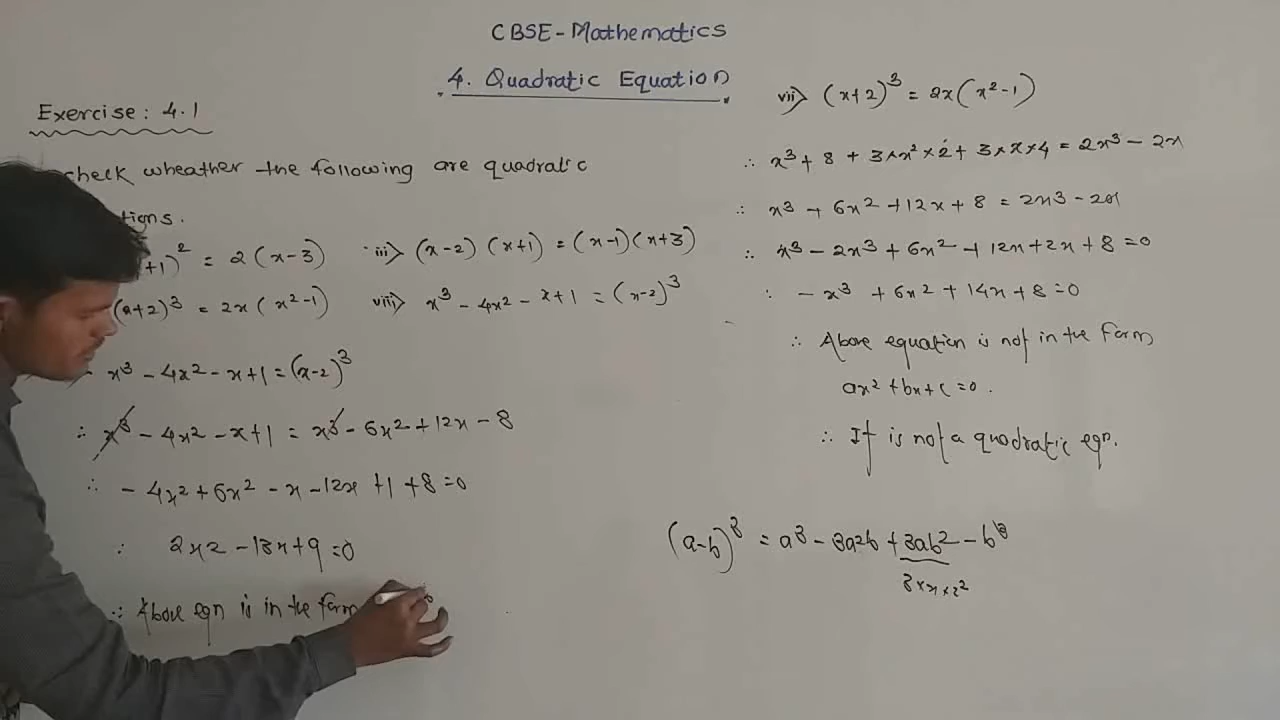 CBSE-Mathematics
4. Quadratic Equation
Exercise: 4.1
check wheather the following are quadratic
tions.
+1)² = 2(x-3) iii> (x-2)(x+1) = (x-1)(x+3)
(x+2)³ = 2x(x²-1) viii> x³ - 4x² - x+1 = (x-2)³
x³ - 4x² - x+1 = (x-2)³
∴ x³ - 4x² - x+1 = x³ - 6x² + 12x - 8
∴ - 4x² + 6x² - x - 12x + 1 + 8 = 0
∴ 2x² - 13x + 9 = 0
∴ Above eqn is in the form
vii> (x+2)³ = 2x(x²-1)
∴ x³ + 8 + 3×x²×2 + 3×x×4 = 2x³ - 2x
∴ x³ + 6x² + 12x + 8 = 2x³ - 2x
∴ x³ - 2x³ + 6x² + 12x + 2x + 8 = 0
∴ - x³ + 6x² + 14x + 8 = 0
∴ Above equation is not in the form
ax² + bx + c = 0.
∴ It is not a quadratic eqn.
(a-b)³ = a³ - 3a²b + 3ab² - b³
3×x×2²